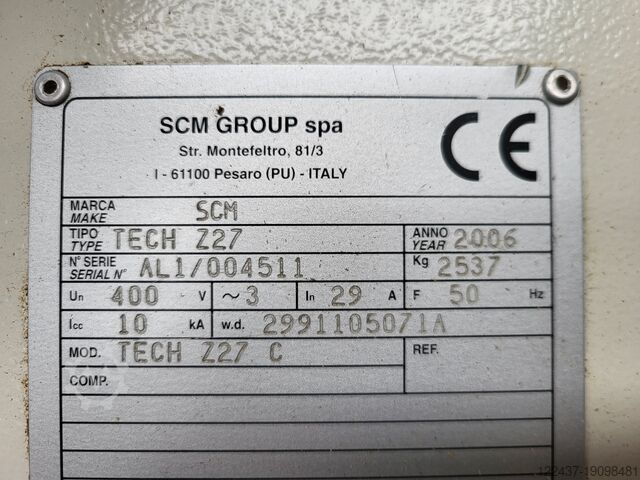 SCM GROUP spa
Str. Montefeltro, 81/3
I - 61100 Pesaro (PU) - ITALY
CE
MARCA
MAKE SCM
TIPO
TYPE TECH Z27 ANNO
YEAR 2006
N° SERIE
SERIAL N° AL1/004511 Kg 2537
Un 400 V ~ 3 In 29 A F 50 Hz
Icc 10 kA w.d. 2991105071A
MOD. TECH Z27 C REF.
COMP.
122437-19098481